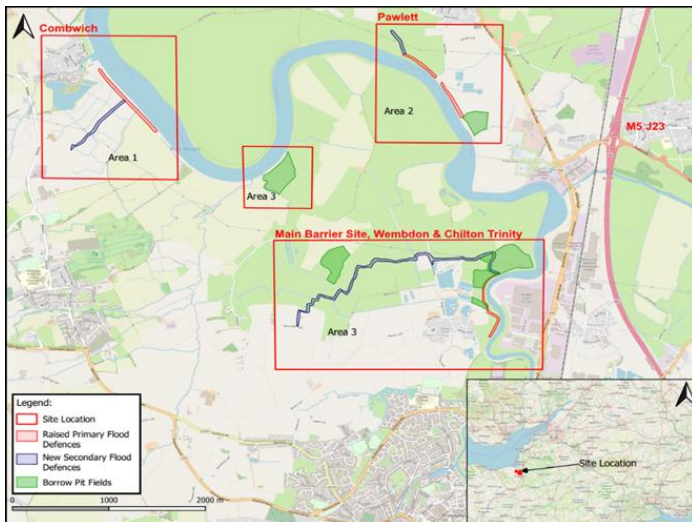 Combwich
Pawlett
Area 2
M5 J23
Area 1
Area 3
Main Barrier Site, Wembdon & Chilton Trinity
Area 3
Legend:
Site Location
Raised Primary Flood
Defences
New Secondary Flood
Defences
Borrow Pit Fields
0 1000 2000 m
Site Location